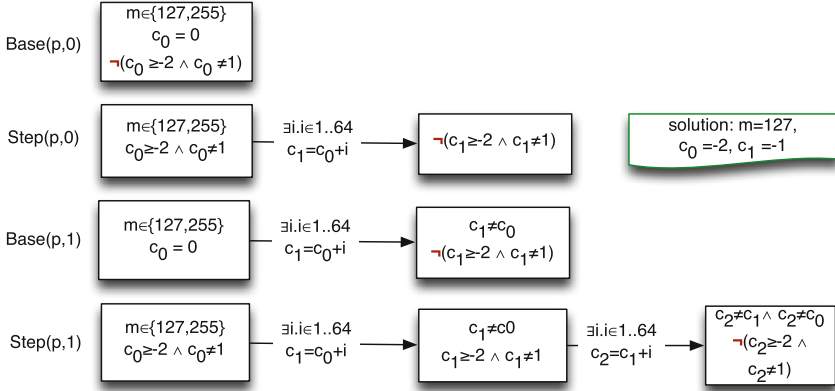 Base(p,0)
m∈{127,255}
c0 = 0
¬(c0 ≥-2 ∧ c0 ≠1)
Step(p,0)
m∈{127,255}
c0≥-2 ∧ c0≠1
∃i.i∈1..64
c1=c0+i
¬(c1≥-2 ∧ c1≠1)
solution: m=127,
c0 =-2, c1 =-1
Base(p,1)
m∈{127,255}
c0 = 0
∃i.i∈1..64
c1=c0+i
c1≠c0
¬(c1≥-2 ∧ c1≠1)
Step(p,1)
m∈{127,255}
c0≥-2 ∧ c0≠1
∃i.i∈1..64
c1=c0+i
c1≠c0
c1≥-2 ∧ c1≠1
∃i.i∈1..64
c2=c1+i
c2≠c1∧ c2≠c0
¬(c2≥-2 ∧
c2≠1)